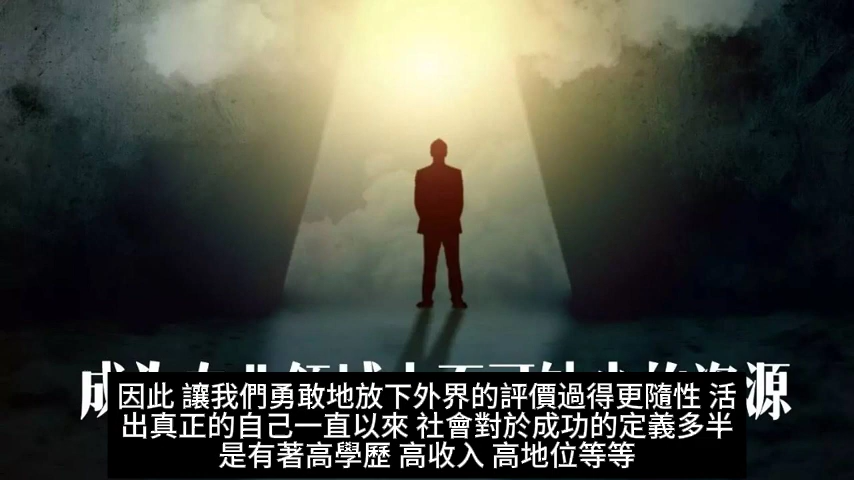 因此 讓我們勇敢地放下外界的評價過得更隨性 活
出真正的自己一直以來 社會對於成功的定義多半
是有著高學歷 高收入 高地位等等